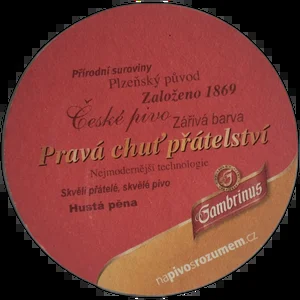 Přírodní suroviny
Plzeňský původ
Založeno 1869
České pivo
Zářivá barva
Pravá chuť přátelství
Nejmodernější technologie
Skvělí přátelé, skvělé pivo
Hustá pěna
G
Gambrinus
napivosrozumem.cz